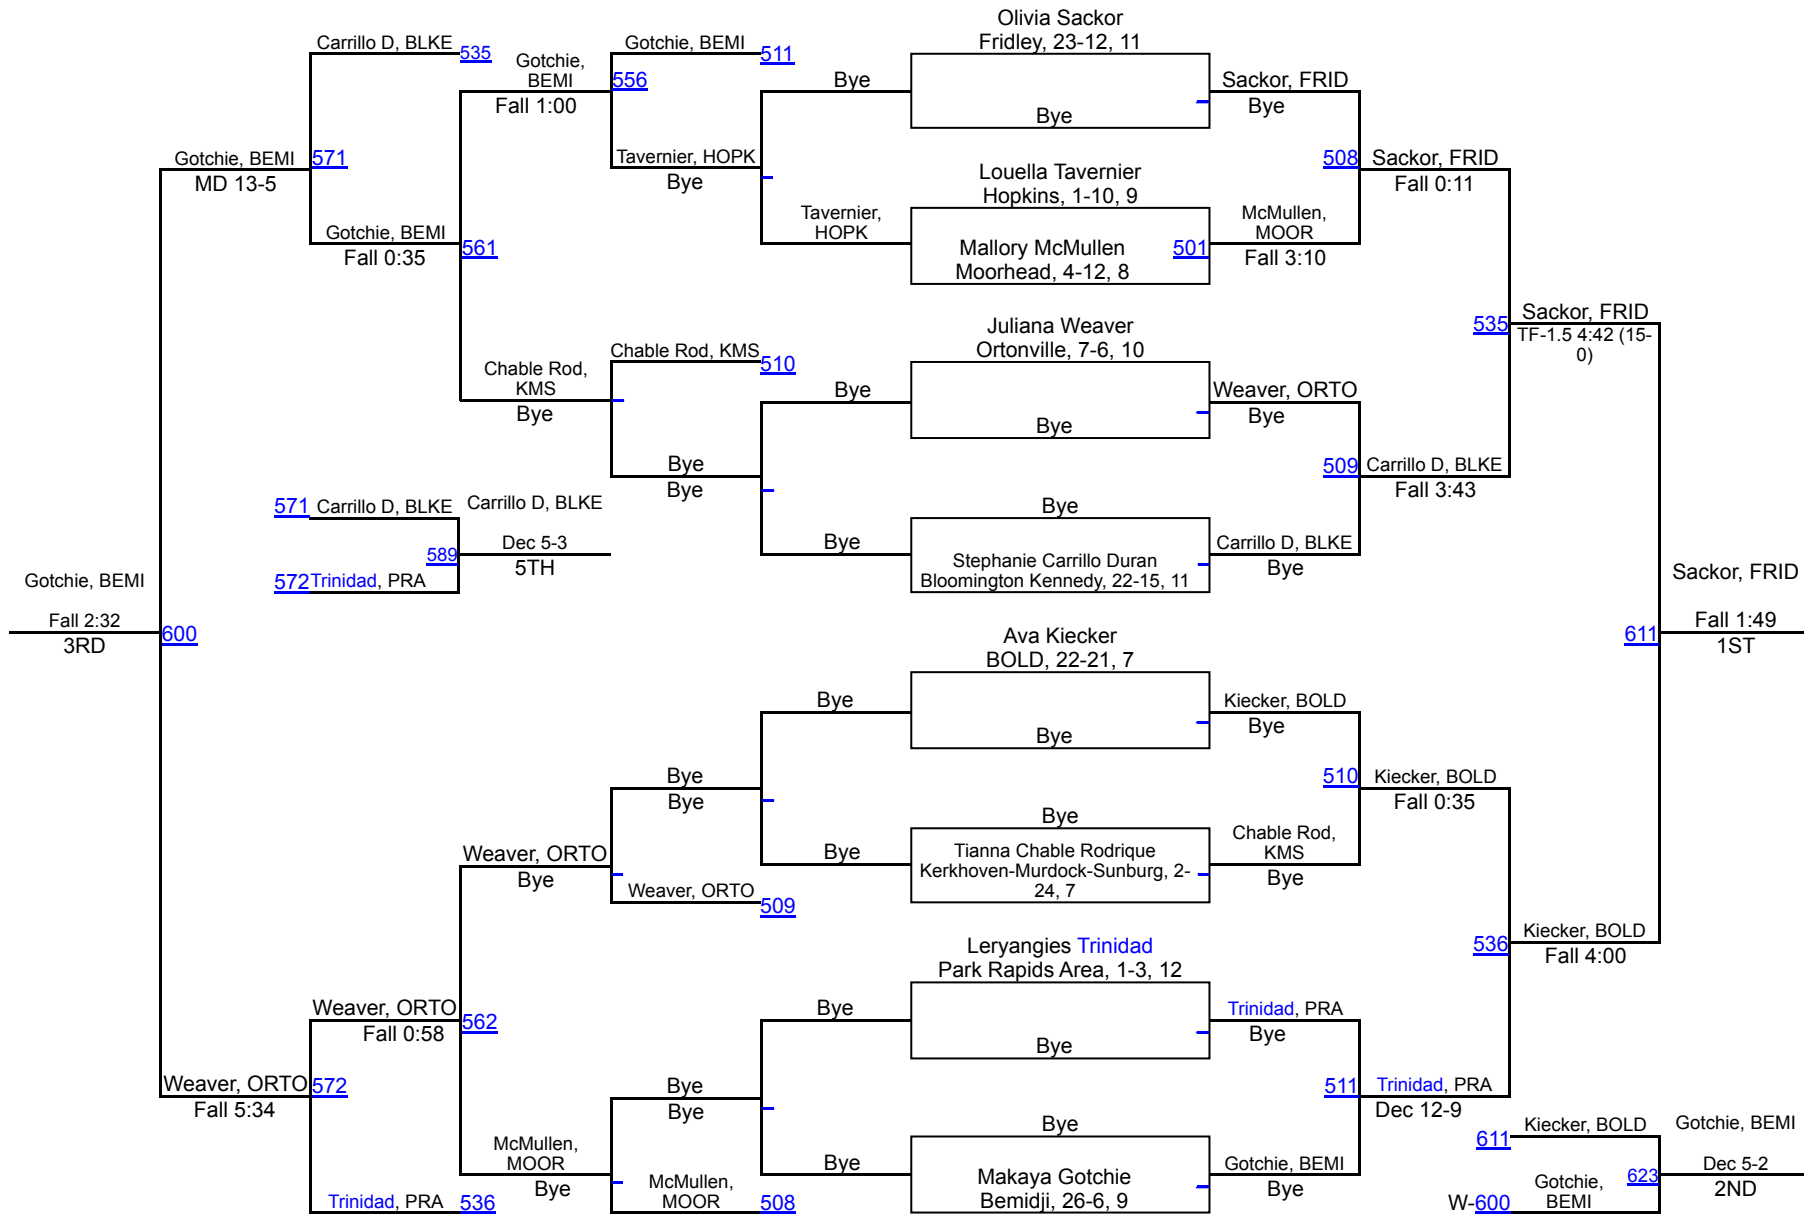 Olivia Sackor
Fridley, 23-12, 11
Carrillo D, BLKE
535
Gotchie,
BEMI
Fall 1:00
Gotchie, BEMI
511
556
Bye
Bye
Sackor, FRID
Bye
Gotchie, BEMI
MD 13-5
571
Tavernier, HOPK
Bye
Louella Tavernier
Hopkins, 1-10, 9
508
Sackor, FRID
Fall 0:11
Gotchie, BEMI
Fall 0:35
561
Tavernier,
HOPK
Mallory McMullen
Moorhead, 4-12, 8
501
McMullen,
MOOR
Fall 3:10
Juliana Weaver
Ortonville, 7-6, 10
535
Sackor, FRID
TF-1.5 4:42 (15-
0)
Chable Rod,
KMS
Bye
Chable Rod, KMS
510
Bye
Bye
Weaver, ORTO
Bye
Bye
Bye
509
Carrillo D, BLKE
Fall 3:43
571
Carrillo D, BLKE
Carrillo D, BLKE
589
Dec 5-3
5TH
572
Trinidad, PRA
Bye
Bye
Stephanie Carrillo Duran
Bloomington Kennedy, 22-15, 11
Carrillo D, BLKE
Bye
Gotchie, BEMI
Fall 2:32
3RD
600
Sackor, FRID
Fall 1:49
1ST
611
Ava Kiecker
BOLD, 22-21, 7
Bye
Bye
Kiecker, BOLD
Bye
Bye
Bye
510
Kiecker, BOLD
Fall 0:35
Weaver, ORTO
Bye
Bye
Bye
Tianna Chable Rodrique
Kerkhoven-Murdock-Sunburg, 2-
24, 7
Chable Rod,
KMS
Bye
Weaver, ORTO
509
Leryangies Trinidad
Park Rapids Area, 1-3, 12
536
Kiecker, BOLD
Fall 4:00
Weaver, ORTO
Fall 0:58
562
Bye
Bye
Trinidad, PRA
Bye
Weaver, ORTO
Fall 5:34
572
Bye
Bye
511
Trinidad, PRA
Dec 12-9
McMullen,
MOOR
Bye
Bye
Bye
Makaya Gotchie
Bemidji, 26-6, 9
Gotchie, BEMI
Bye
611
Kiecker, BOLD
Gotchie, BEMI
623
Dec 5-2
2ND
Trinidad, PRA
536
McMullen,
MOOR
508
W-600
Gotchie,
BEMI